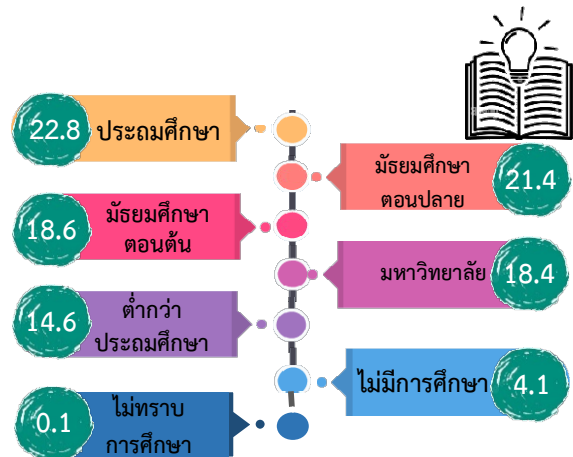 22.8
ประถมศึกษา
มัธยมศึกษา
ตอนปลาย
21.4
18.6
มัธยมศึกษา
ตอนต้น
มหาวิทยาลัย
18.4
14.6
ต่ำกว่า
ประถมศึกษา
ไม่มีการศึกษา
4.1
0.1
ไม่ทราบ
การศึกษา